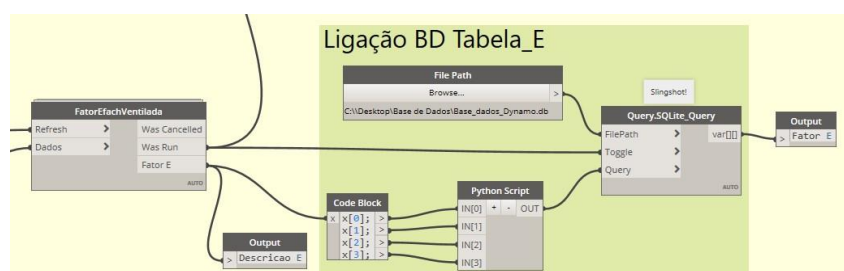 Ligação BD Tabela_E
File Path
Browse... >
C:\\Desktop\Base de Dados\Base_dados_Dynamo.db
Slingshot!
FatorEfachVentilada
Refresh > Was Cancelled
Dados > Was Run
Fator E
AUTO
Query.SQLite_Query
FilePath > var[][]
Toggle >
Query >
AUTO
Output
> Fator E
Code Block
x x[0]; >
x[1]; >
x[2]; >
x[3]; >
Python Script
IN[0] + - OUT
IN[1]
IN[2]
IN[3]
Output
> Descricao E